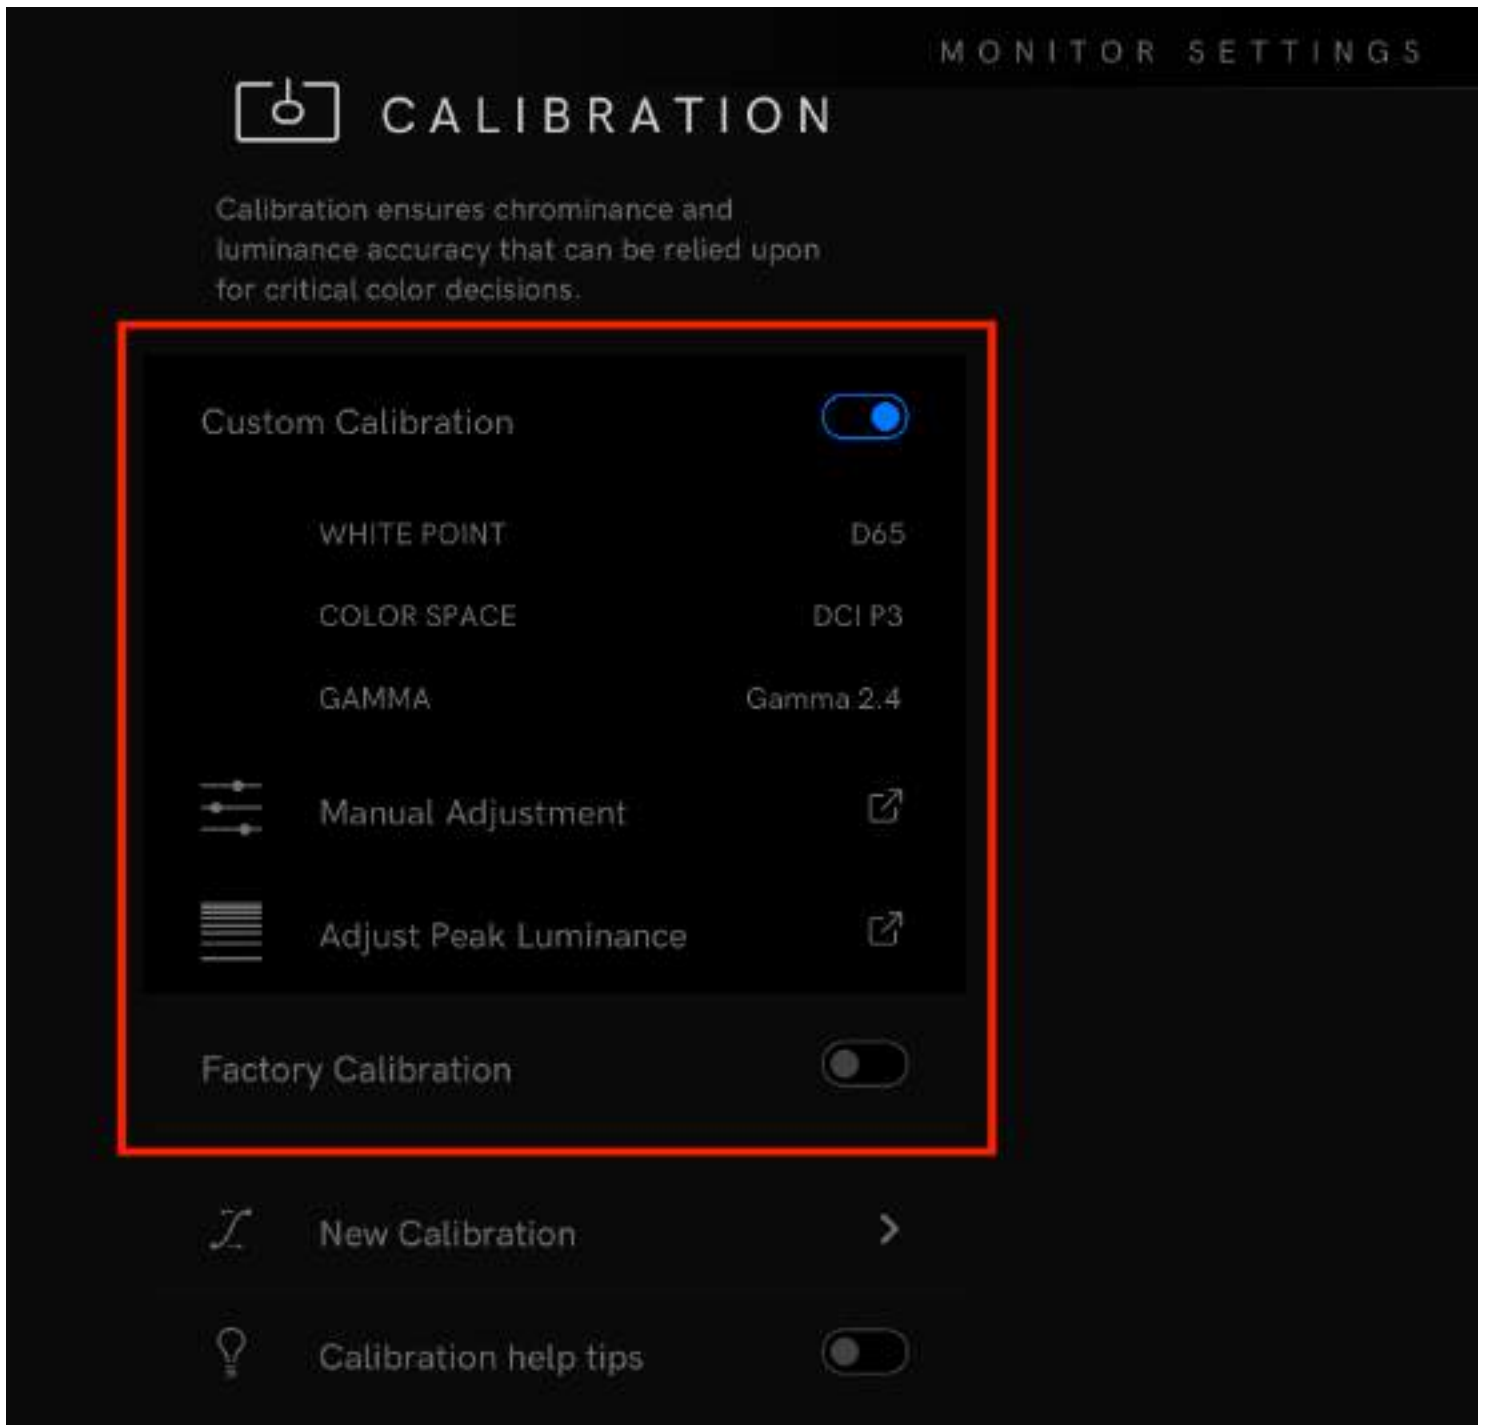 MONITOR SETTINGS
CALIBRATION
Calibration ensures chrominance and
luminance accuracy that can be relied upon
for critical color decisions.
Custom Calibration
WHITE POINT D65
COLOR SPACE DCI P3
GAMMA Gamma 2.4
Manual Adjustment
Adjust Peak Luminance
Factory Calibration
New Calibration
Calibration help tips